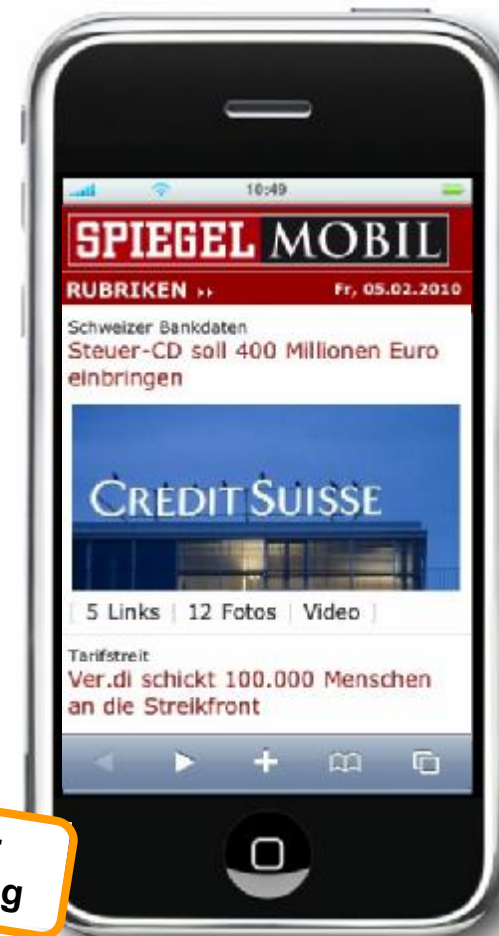 10:49
SPIEGEL MOBIL
RUBRIKEN ››
Fr, 05.02.2010
Schweizer Bankdaten
Steuer-CD soll 400 Millionen Euro
einbringen
CREDIT SUISSE
| 5 Links | 12 Fotos | Video |
Tarifstreit
Ver.di schickt 100.000 Menschen
an die Streikfront